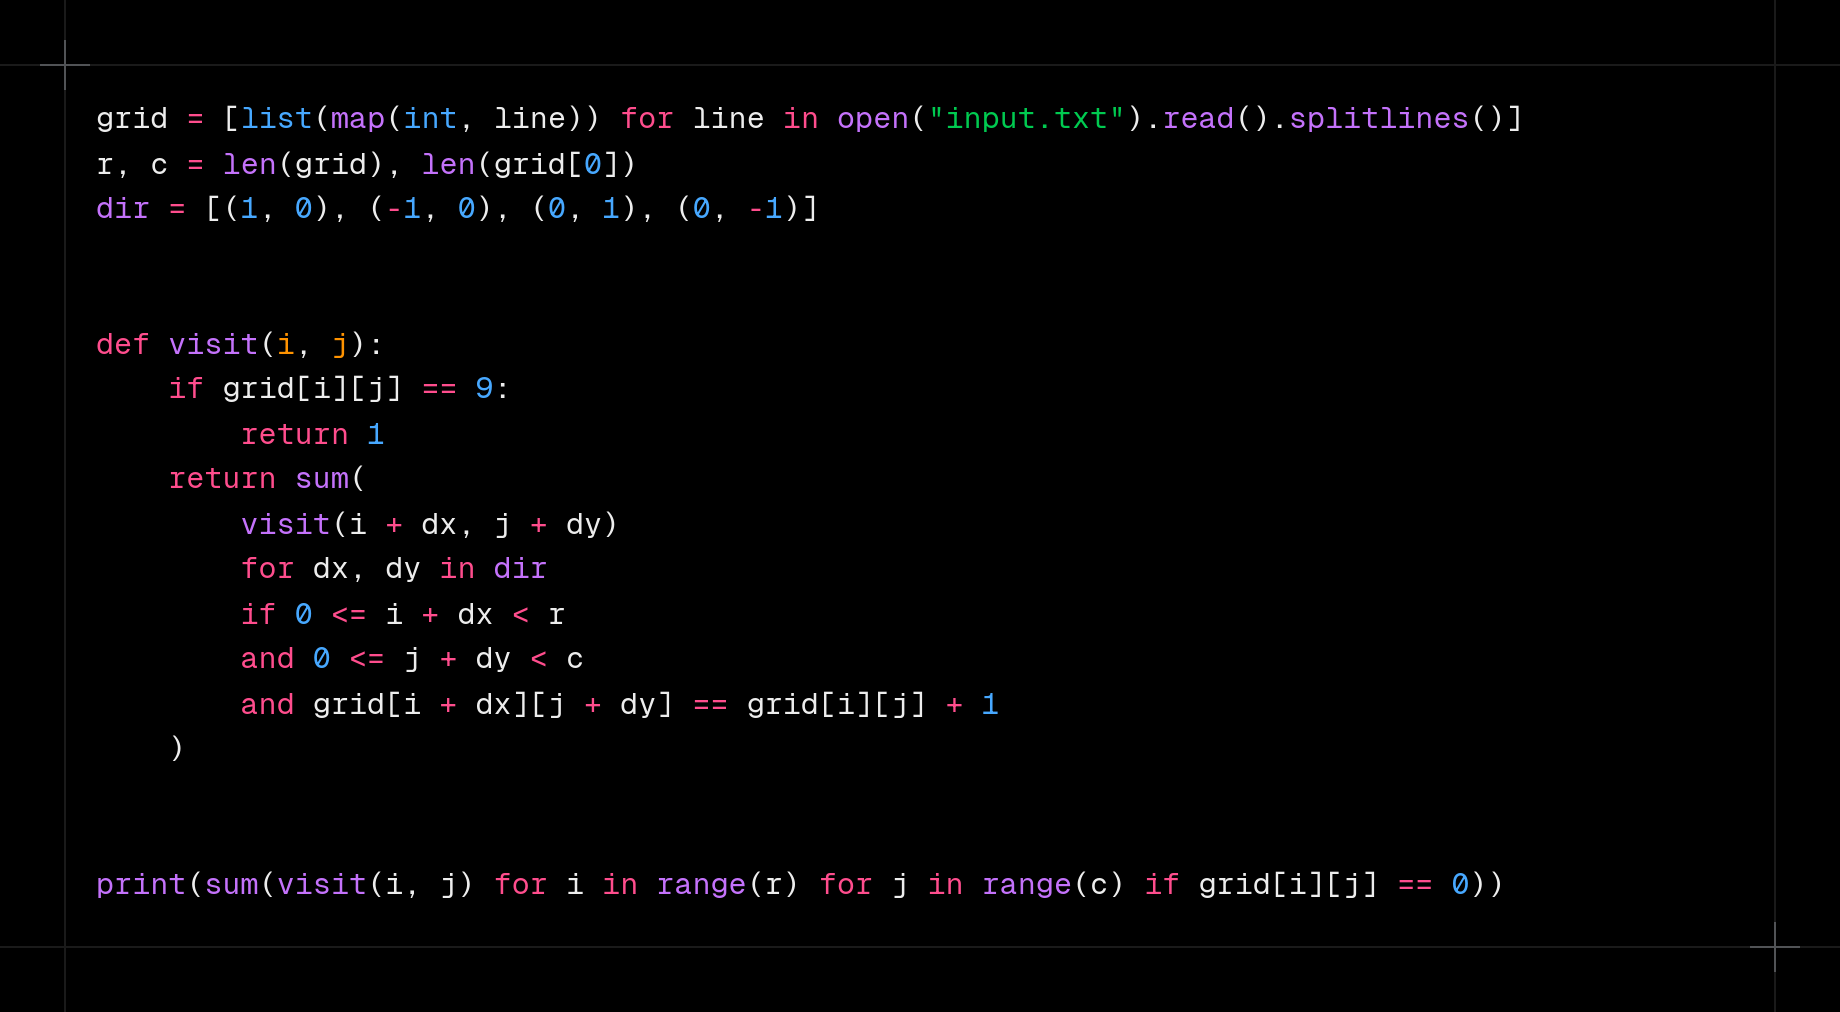 grid = [list(map(int, line)) for line in open("input.txt").read().splitlines()]
r, c = len(grid), len(grid[0])
dir = [(1, 0), (-1, 0), (0, 1), (0, -1)]
def visit(i, j):
    if grid[i][j] == 9:
        return 1
    return sum(
        visit(i + dx, j + dy)
        for dx, dy in dir
        if 0 <= i + dx < r
        and 0 <= j + dy < c
        and grid[i + dx][j + dy] == grid[i][j] + 1
    )
print(sum(visit(i, j) for i in range(r) for j in range(c) if grid[i][j] == 0))